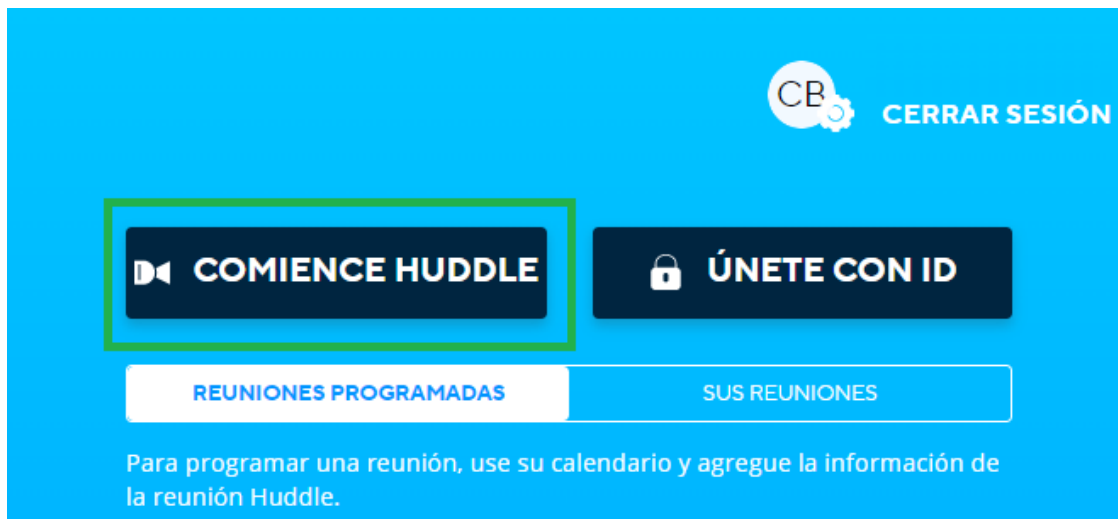 CB
CERRAR SESIÓN
COMIENCE HUDDLE
ÚNETE CON ID
REUNIONES PROGRAMADAS
SUS REUNIONES
Para programar una reunión, use su calendario y agregue la información de
la reunión Huddle.